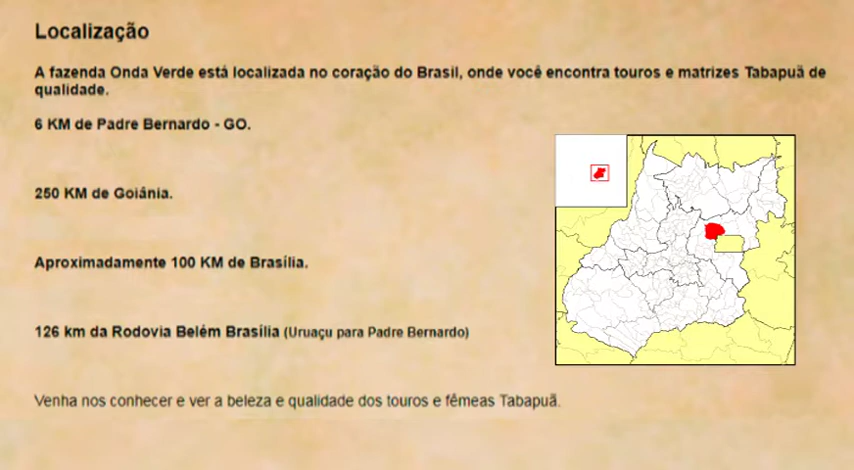 Localização
A fazenda Onda Verde está localizada no coração do Brasil, onde você encontra touros e matrizes Tabapuã de
qualidade.
6 KM de Padre Bernardo - GO.
250 KM de Goiânia.
Aproximadamente 100 KM de Brasília.
126 km da Rodovia Belém Brasília (Uruaçu para Padre Bernardo)
Venha nos conhecer e ver a beleza e qualidade dos touros e fêmeas Tabapuã.